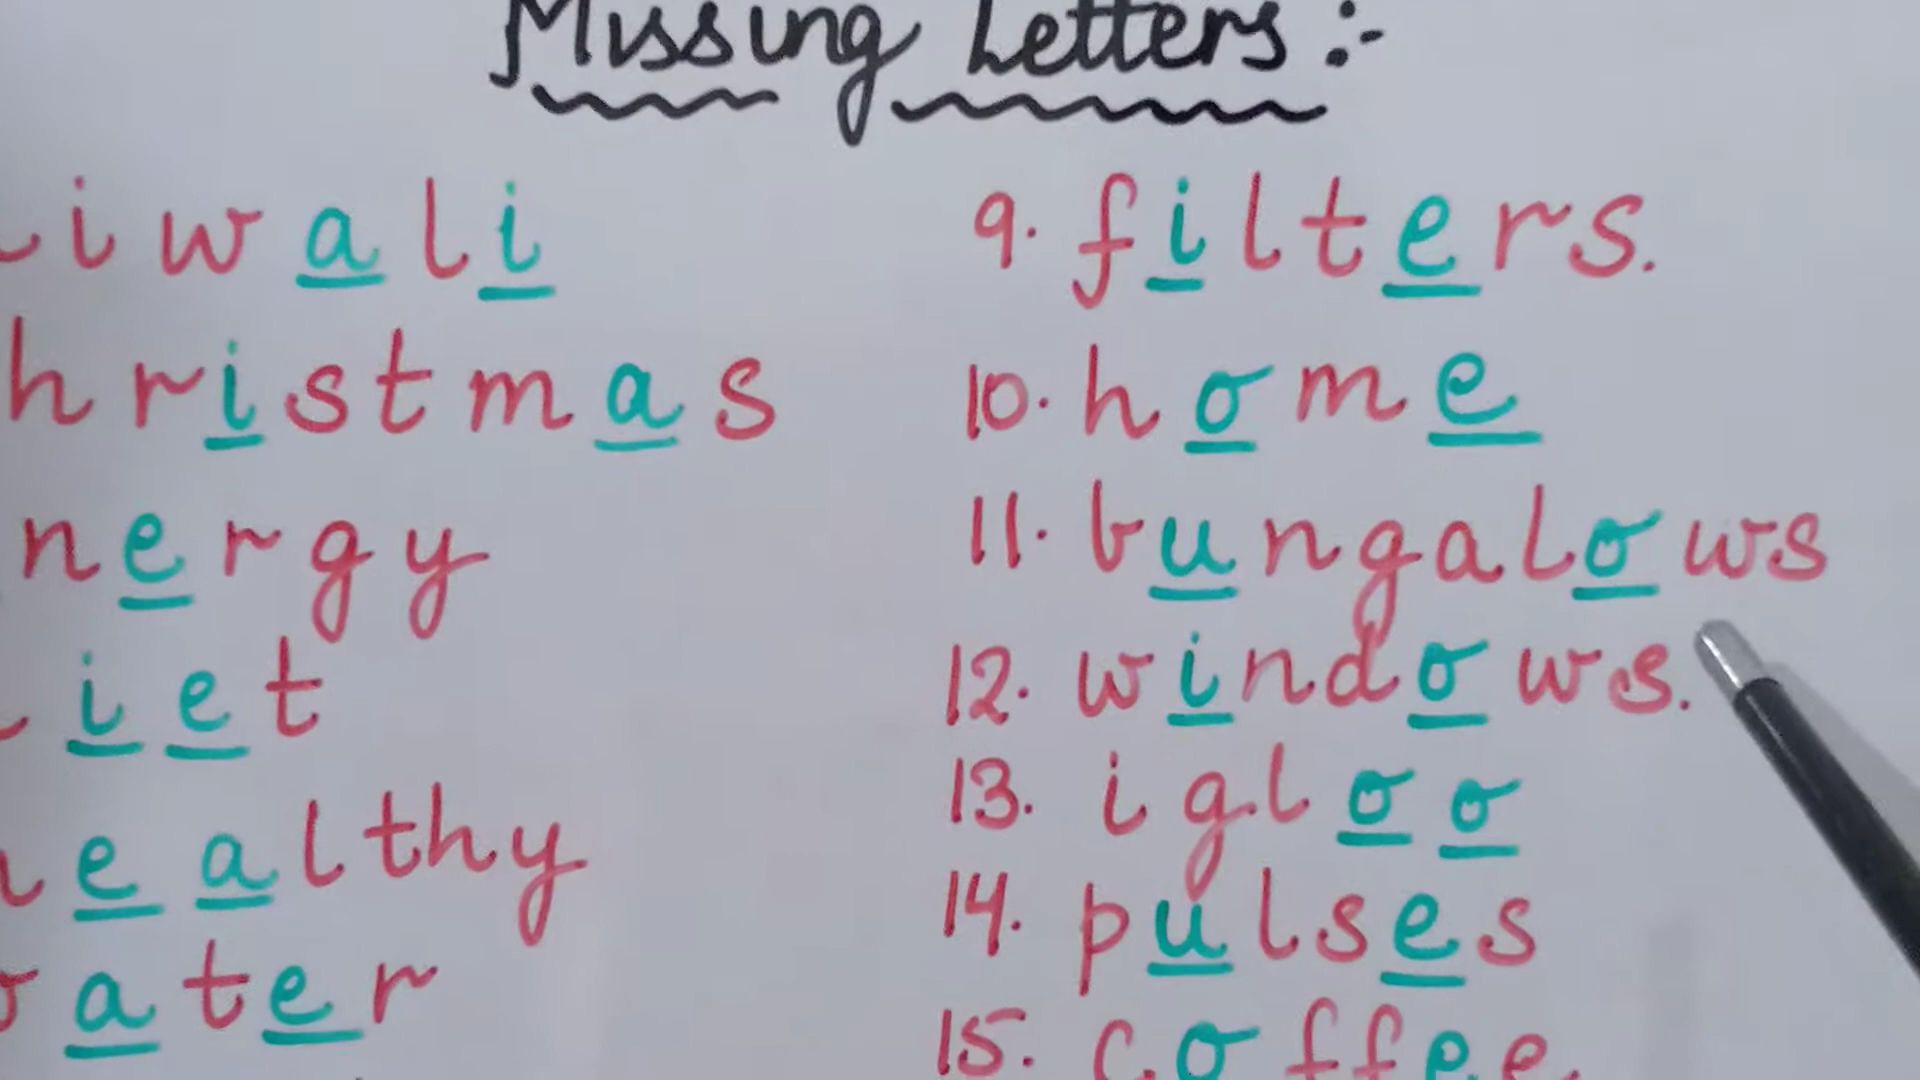 Missing Letters :-
iwali
hristmas
nergy
iet
ealthy
ater
9. filters.
10. home
11. bungalows
12. windows.
13. igloo
14. pulses
15. coffee